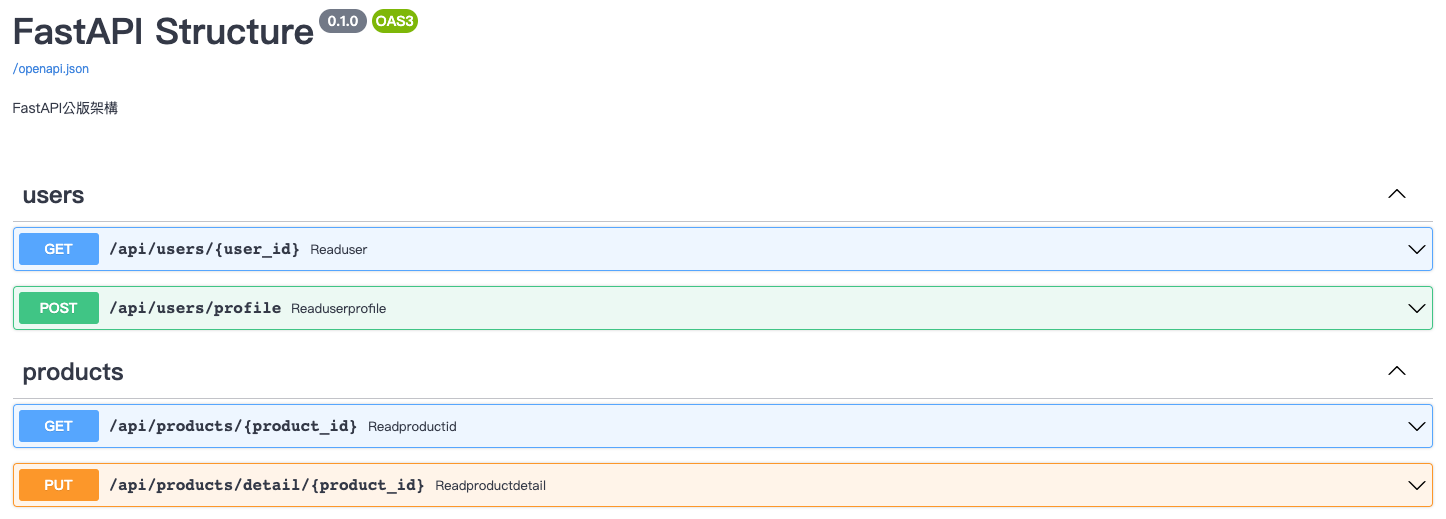 FastAPI Structure 0.1.0 OAS3
/openapi.json
FastAPI公版架構
users
GET /api/users/{user_id} Readuser
POST /api/users/profile Readuserprofile
products
GET /api/products/{product_id} Readproductid
PUT /api/products/detail/{product_id} Readproductdetail